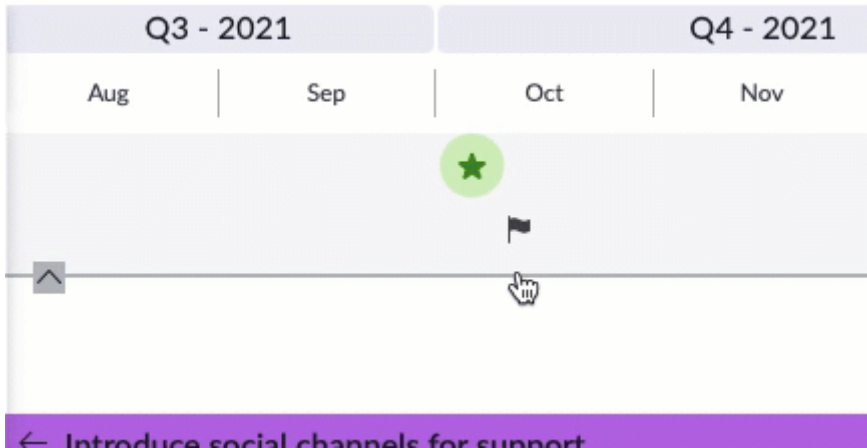 Q3 - 2021 Q4 - 2021
Aug Sep Oct Nov
← Introduce social channels for support